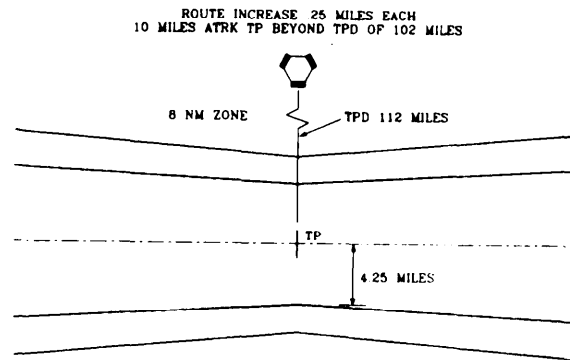 ROUTE INCREASE .25 MILES EACH
10 MILES ATRK TP BEYOND TPD OF 102 MILES
8 NM ZONE
TPD 112 MILES
TP
4.25 MILES